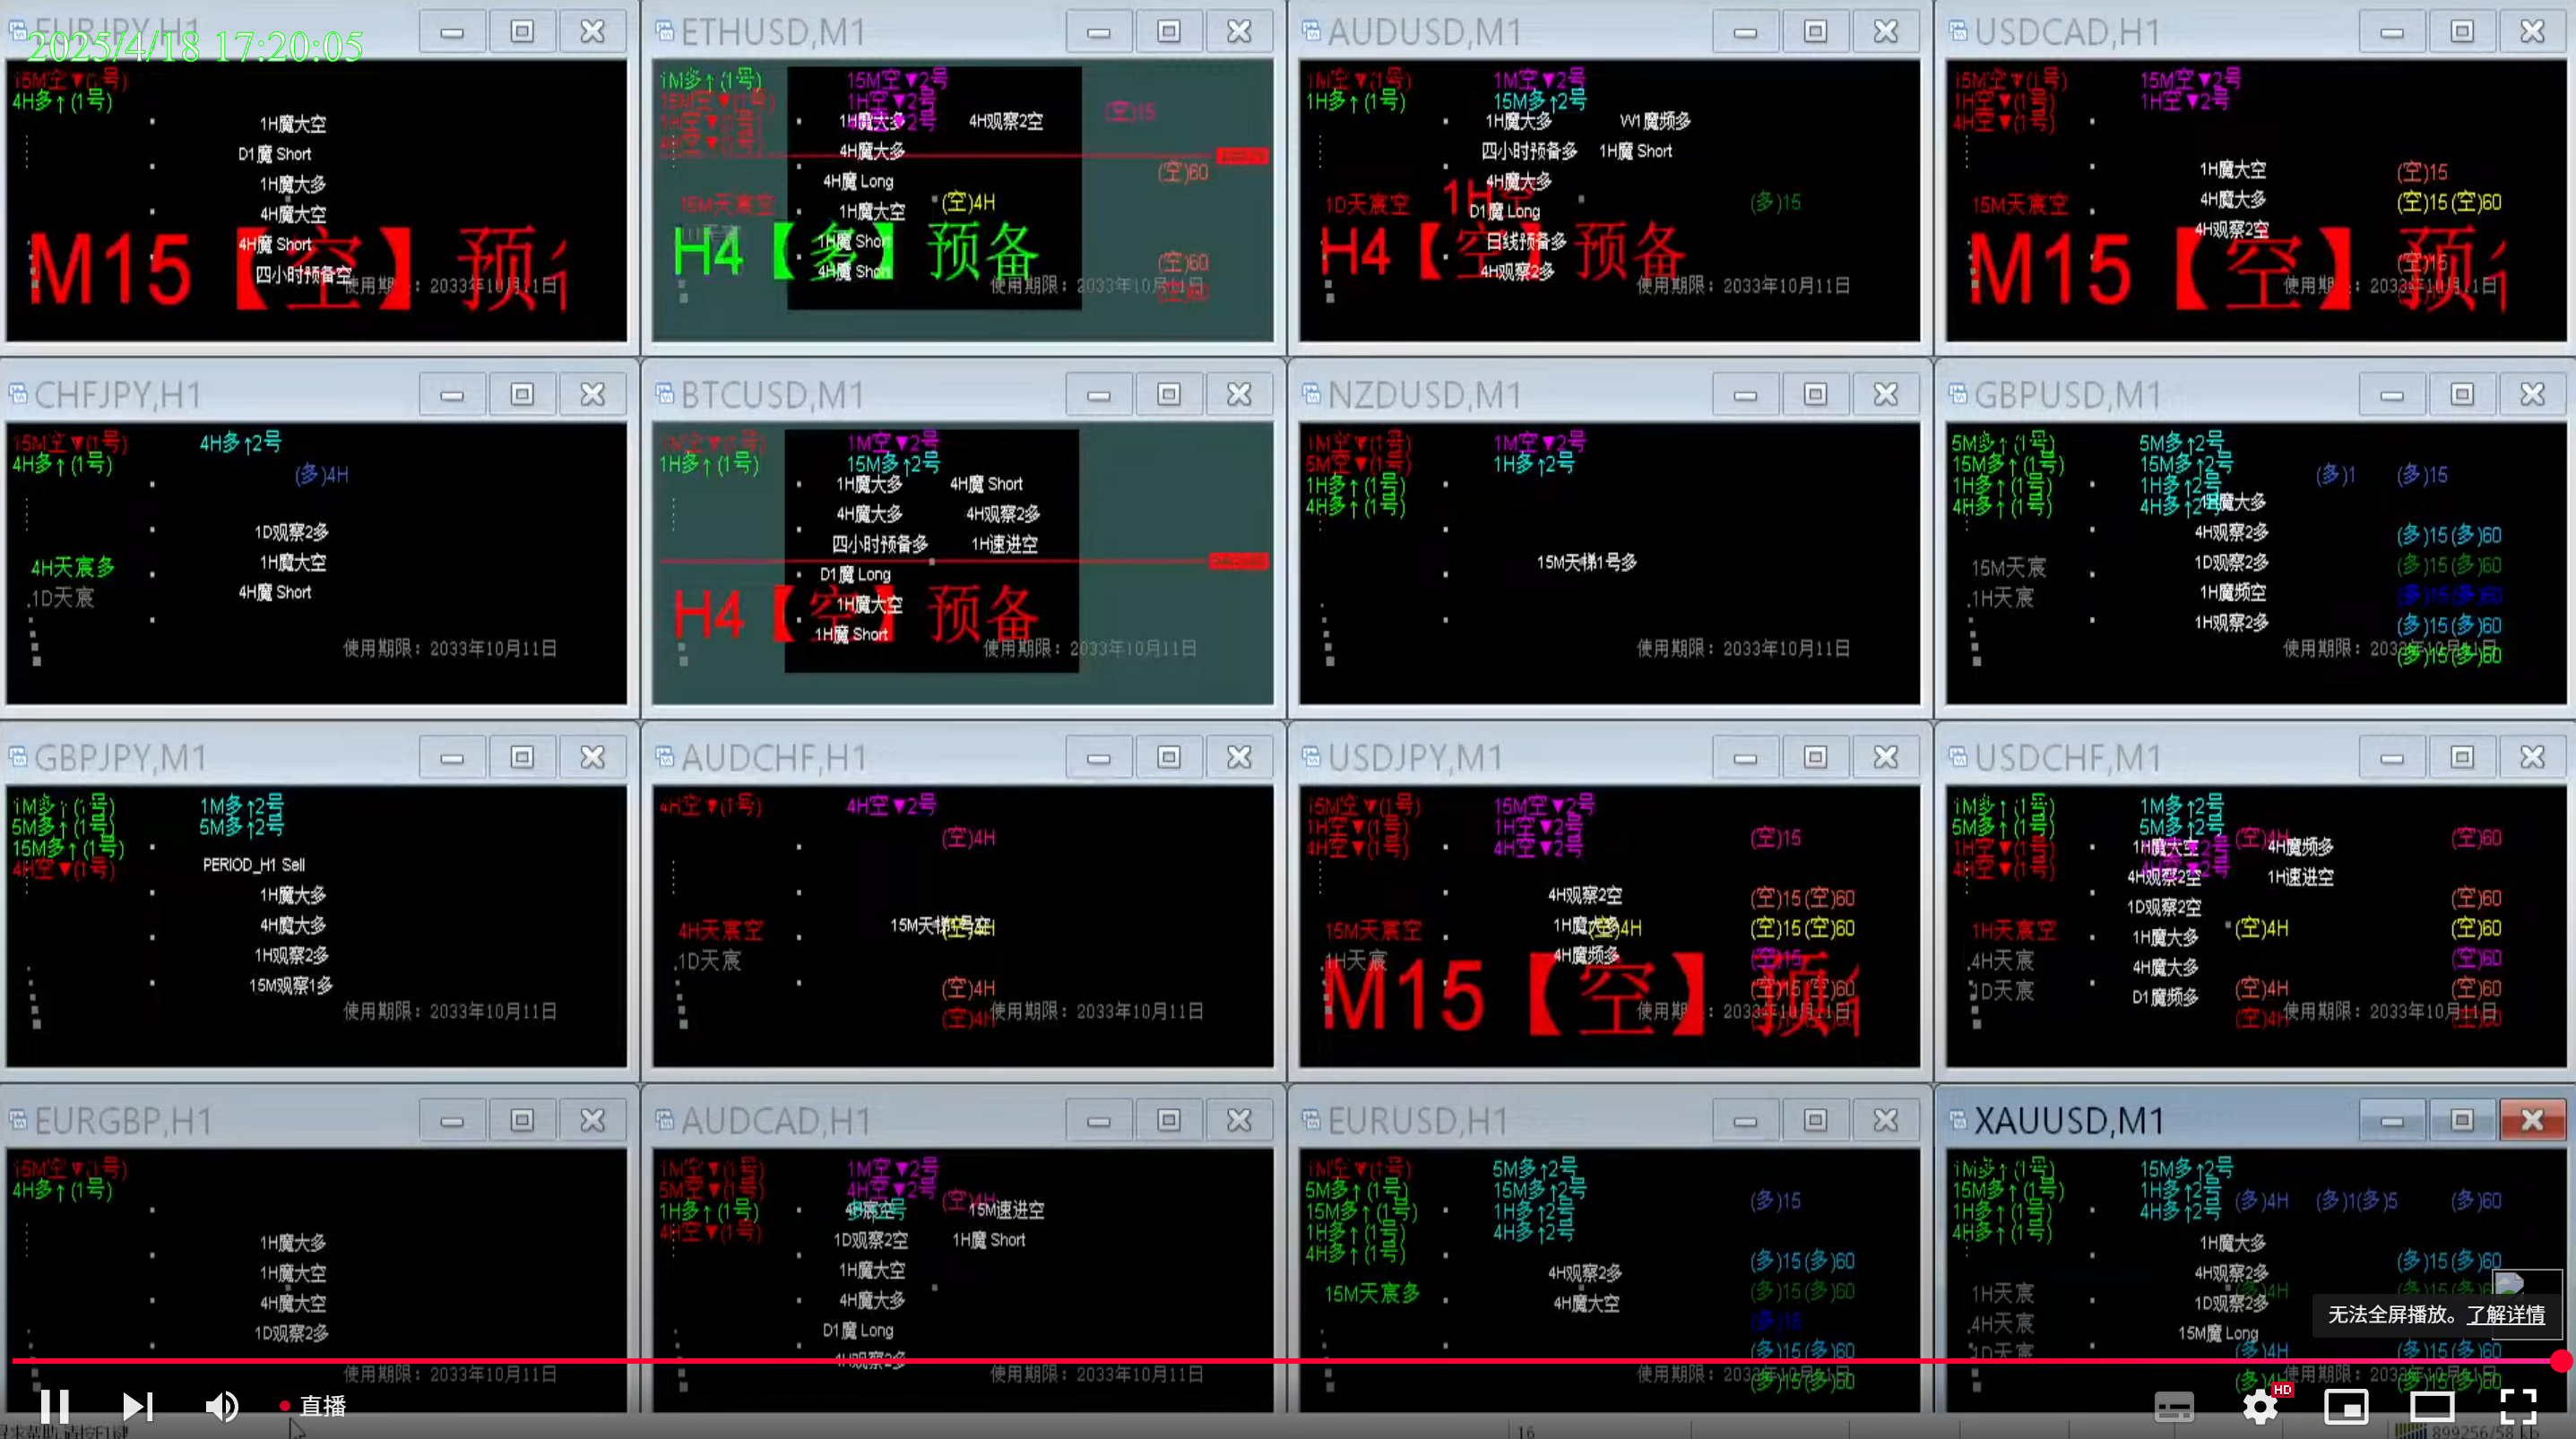 EURJPY,H1
2025/4/18 17:20:05
15M空▼(1号)
4H多↑(1号)
1H魔大空
D1魔 Short
1H魔大多
4H魔大空
4H魔 Short
四小时预备空
M15【空】预
使用期限：2033年10月11日
ETHUSD,M1
1M多↑(1号)
15M空▼(1号)
1H空▼(1号)
4H空▼(1号)
15M空▼2号
1H空▼2号
1H魔大多
4H观察2空
(空)15
4H魔大多
(空)60
4H魔 Long
15M天宸空
1H魔大空
(空)4H
1H魔 Short
H4【多】预备
(空)60
4H魔 Short
使用期限：2033年10月11日
(空)60
AUDUSD,M1
1M空▼(1号)
1H多↑(1号)
1M空▼2号
15M多↑2号
1H魔大多
W1魔频多
四小时预备多
1H魔 Short
4H魔大多
1H空
1D天宸空
D1魔 Long
(多)15
日线预备多
H4【空】预备
4H观察2多
使用期限：2033年10月11日
USDCAD,H1
15M空▼(1号)
1H空▼(1号)
4H空▼(1号)
15M空▼2号
1H空▼2号
1H魔大空
(空)15
4H魔大多
15M天宸空
(空)15(空)60
4H观察2空
M15【空】预
(空)15
使用期限：2033年10月11日
CHFJPY,H1
15M空▼(1号)
4H多↑(1号)
4H多↑2号
(多)4H
1D观察2多
1H魔大空
4H天宸多
4H魔 Short
1D天宸
使用期限：2033年10月11日
BTCUSD,M1
1M空▼(1号)
1H多↑(1号)
1M空▼2号
15M多↑2号
1H魔大多
4H魔 Short
4H魔大多
4H观察2多
四小时预备多
1H速进空
D1魔 Long
1H魔大空
H4【空】预备
1H魔 Short
使用期限：2033年10月11日
NZDUSD,M1
1M空▼(1号)
5M空▼(1号)
1H多↑(1号)
4H多↑(1号)
1M空▼2号
1H多↑2号
15M天梯1号多
使用期限：2033年10月11日
GBPUSD,M1
5M多↑(1号)
15M多↑(1号)
1H多↑(1号)
4H多↑(1号)
5M多↑2号
15M多↑2号
1H多↑2号
4H多↑2号
(多)1
(多)15
1H魔大多
4H观察2多
(多)15(多)60
15M天宸
1D观察2多
(多)15(多)60
1H天宸
1H魔频空
(多)15(多)60
1H观察2多
(多)15(多)60
使用期限：2033年10月11日
(多)15(多)60
GBPJPY,M1
1M多↑(1号)
5M多↑(1号)
15M多↑(1号)
4H空▼(1号)
1M多↑2号
5M多↑2号
PERIOD_H1 Sell
1H魔大多
4H魔大多
1H观察2多
15M观察1多
使用期限：2033年10月11日
AUDCHF,H1
4H空▼(1号)
4H空▼2号
(空)4H
4H天宸空
15M天梯1号空
(空)4H
1D天宸
(空)4H
(空)4H
使用期限：2033年10月11日
USDJPY,M1
15M空▼(1号)
1H空▼(1号)
4H空▼(1号)
15M空▼2号
1H空▼2号
4H空▼2号
(空)15
4H观察2空
(空)15(空)60
15M天宸空
1H魔大多
(空)4H
(空)15(空)60
1H天宸
4H魔频多
(空)15
M15【空】预
(空)15(空)60
使用期限：2033年10月11日
USDCHF,M1
1M多↑(1号)
5M多↑(1号)
1H空▼(1号)
4H空▼(1号)
1M多↑2号
5M多↑2号
(空)4H
(空)60
1H魔大空
4H魔频多
4H观察2空
1H速进空
1D观察2空
(空)60
1H天宸空
1H魔大多
(空)4H
(空)60
4H天宸
4H魔大多
(空)60
1D天宸
D1魔频多
(空)4H
(空)60
(空)4H
使用期限：2033年10月11日
(空)60
EURGBP,H1
15M空▼(1号)
4H多↑(1号)
1H魔大多
1H魔大空
4H魔大空
1D观察2多
使用期限：2033年10月11日
AUDCAD,H1
1M空▼(1号)
5M空▼(1号)
1H多↑(1号)
4H空▼(1号)
1M空▼2号
4H空▼2号
(空)4H
15M速进空
1D观察2空
1H魔 Short
1H魔大空
4H魔大多
D1魔 Long
4H观察2多
使用期限：2033年10月11日
EURUSD,H1
1M空▼(1号)
5M多↑(1号)
15M多↑(1号)
1H多↑(1号)
4H多↑(1号)
5M多↑2号
15M多↑2号
1H多↑2号
4H多↑2号
(多)15
4H观察2多
(多)15(多)60
15M天宸多
4H魔大空
(多)15(多)60
(多)15
(多)15(多)60
使用期限：2033年10月11日
(多)15(多)60
XAUUSD,M1
1M多↑(1号)
15M多↑(1号)
1H多↑(1号)
4H多↑(1号)
15M多↑2号
1H多↑2号
4H多↑2号
(多)4H
(多)1(多)5
(多)60
1H魔大多
4H观察2多
(多)15(多)60
1H天宸
1D观察2多
(多)4H
4H天宸
15M魔 Long
1D天宸
(多)4H
(多)15(多)60
(多)4H
使用期限：2033年10月11日
(多)15(多)60
无法全屏播放。了解详情
直播
HD
16
899256/58 kb